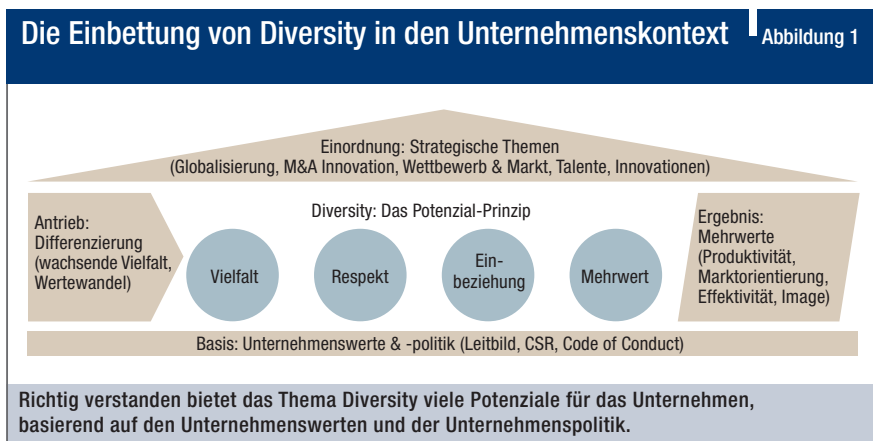 Die Einbettung von Diversity in den Unternehmenskontext
Abbildung 1
Einordnung: Strategische Themen
(Globalisierung, M&A Innovation, Wettbewerb & Markt, Talente, Innovationen)
Antrieb:
Differenzierung
(wachsende Vielfalt,
Wertewandel)
Diversity: Das Potenzial-Prinzip
Vielfalt
Respekt
Ein-
beziehung
Mehrwert
Ergebnis:
Mehrwerte
(Produktivität,
Marktorientierung,
Effektivität, Image)
Basis: Unternehmenswerte & -politik (Leitbild, CSR, Code of Conduct)
Richtig verstanden bietet das Thema Diversity viele Potenziale für das Unternehmen,
basierend auf den Unternehmenswerten und der Unternehmenspolitik.